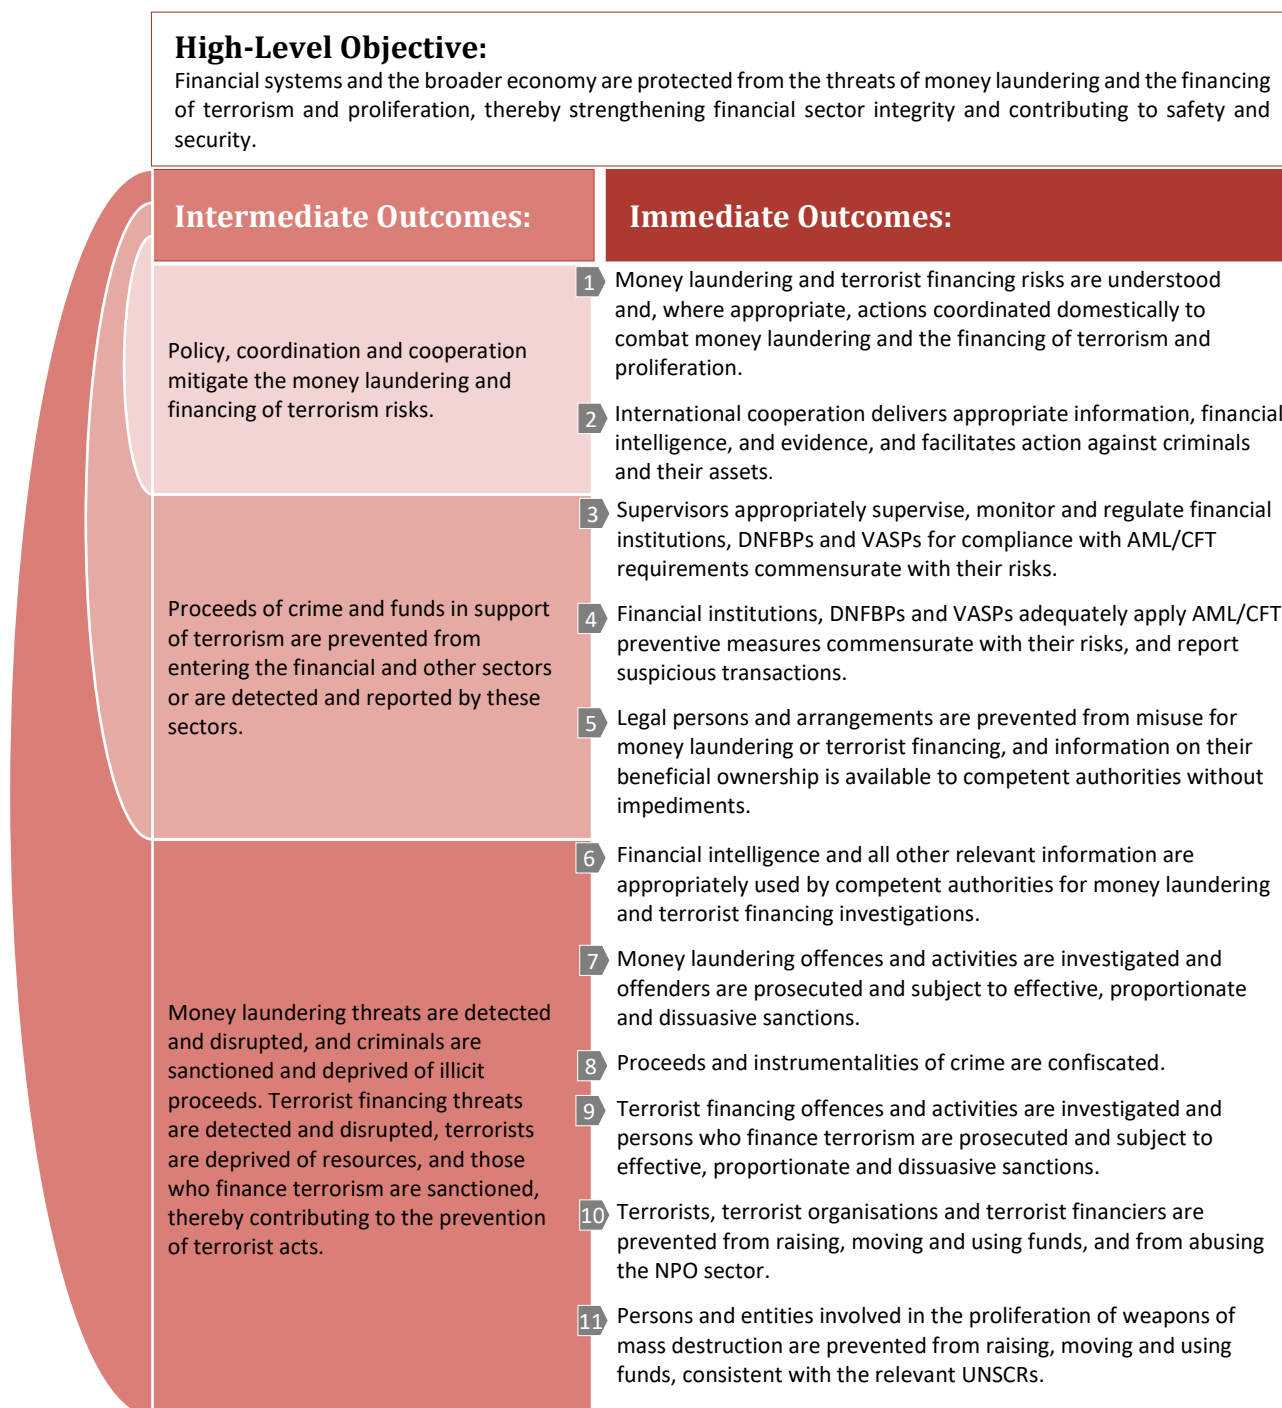 High-Level Objective:
Financial systems and the broader economy are protected from the threats of money laundering and the financing
of terrorism and proliferation, thereby strengthening financial sector integrity and contributing to safety and
security.
Intermediate Outcomes:
Immediate Outcomes:
Policy, coordination and cooperation
mitigate the money laundering and
financing of terrorism risks.
1 Money laundering and terrorist financing risks are understood
and, where appropriate, actions coordinated domestically to
combat money laundering and the financing of terrorism and
proliferation.
2 International cooperation delivers appropriate information, financial
intelligence, and evidence, and facilitates action against criminals
and their assets.
Proceeds of crime and funds in support
of terrorism are prevented from
entering the financial and other sectors
or are detected and reported by these
sectors.
3 Supervisors appropriately supervise, monitor and regulate financial
institutions, DNFBPs and VASPs for compliance with AML/CFT
requirements commensurate with their risks.
4 Financial institutions, DNFBPs and VASPs adequately apply AML/CFT
preventive measures commensurate with their risks, and report
suspicious transactions.
5 Legal persons and arrangements are prevented from misuse for
money laundering or terrorist financing, and information on their
beneficial ownership is available to competent authorities without
impediments.
Money laundering threats are detected
and disrupted, and criminals are
sanctioned and deprived of illicit
proceeds. Terrorist financing threats
are detected and disrupted, terrorists
are deprived of resources, and those
who finance terrorism are sanctioned,
thereby contributing to the prevention
of terrorist acts.
6 Financial intelligence and all other relevant information are
appropriately used by competent authorities for money laundering
and terrorist financing investigations.
7 Money laundering offences and activities are investigated and
offenders are prosecuted and subject to effective, proportionate
and dissuasive sanctions.
8 Proceeds and instrumentalities of crime are confiscated.
9 Terrorist financing offences and activities are investigated and
persons who finance terrorism are prosecuted and subject to
effective, proportionate and dissuasive sanctions.
10 Terrorists, terrorist organisations and terrorist financiers are
prevented from raising, moving and using funds, and from abusing
the NPO sector.
11 Persons and entities involved in the proliferation of weapons of
mass destruction are prevented from raising, moving and using
funds, consistent with the relevant UNSCRs.